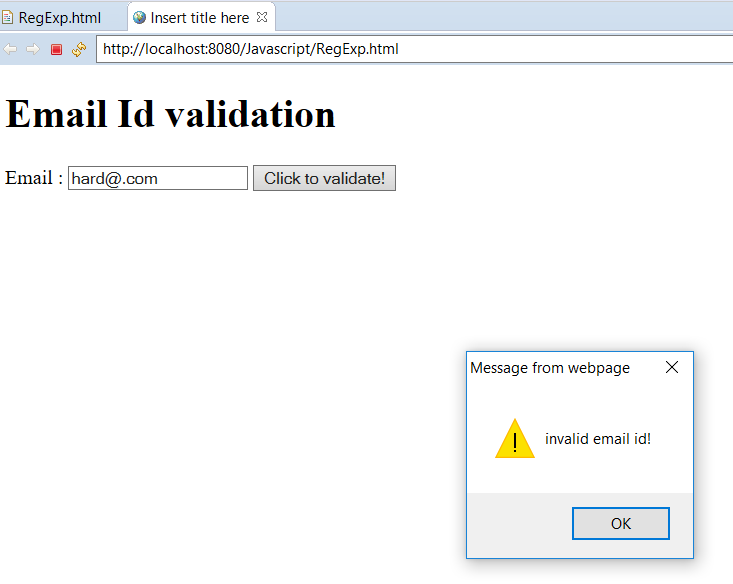 RegExp.html Insert title here
http://localhost:8080/Javascript/RegExp.html
Email Id validation
Email : hard@.com Click to validate!
Message from webpage
invalid email id!
OK